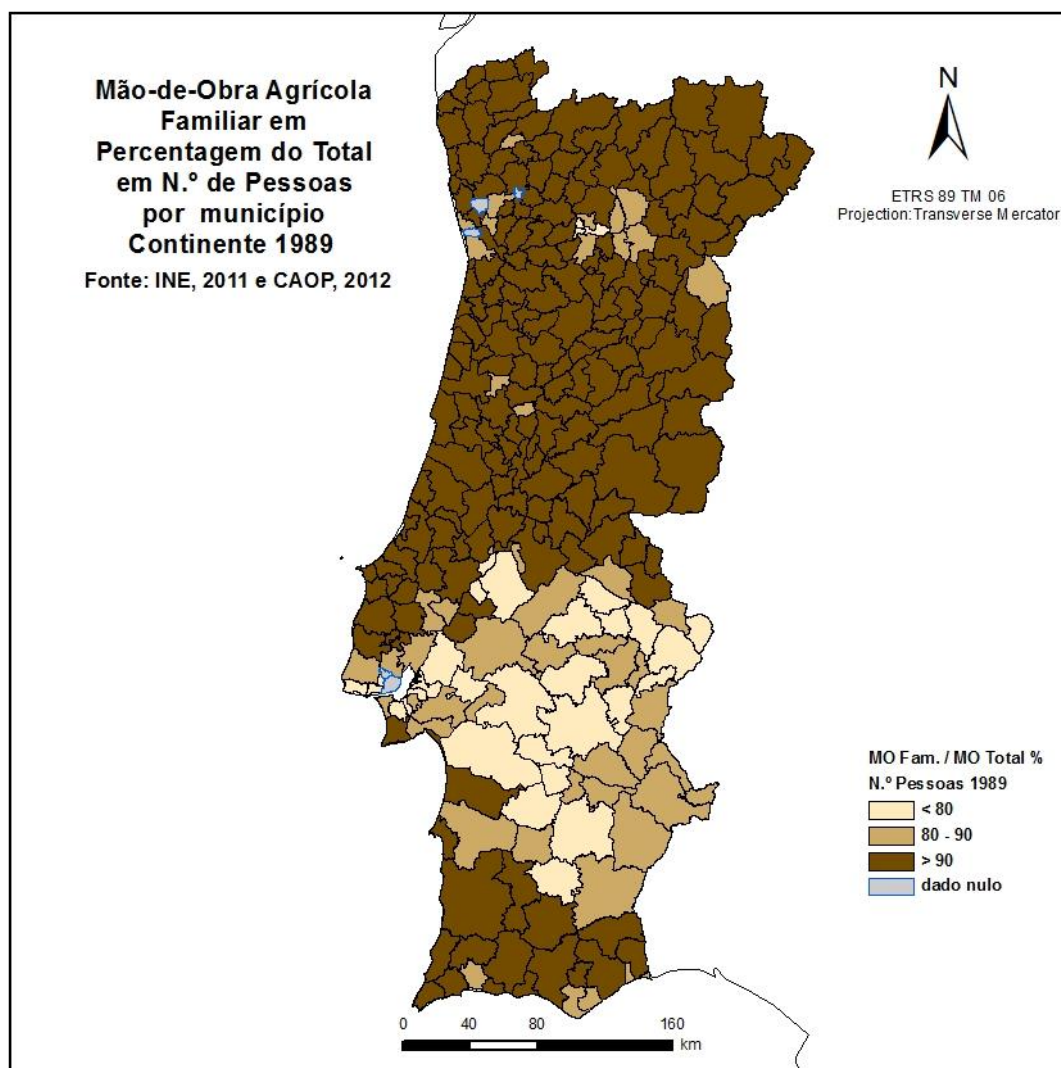 Mão-de-Obra Agrícola
Familiar em
Percentagem do Total
em N.º de Pessoas
por município
Continente 1989
Fonte: INE, 2011 e CAOP, 2012
N
ETRS 89 TM 06
Projection: Transverse Mercator
MO Fam. / MO Total %
N.º Pessoas 1989
< 80
80 - 90
> 90
dado nulo
0 40 80 160
km